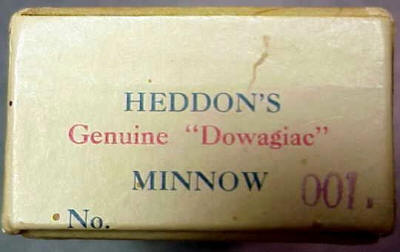 HEDDON'S
Genuine "Dowagiac"
MINNOW 001.
No.